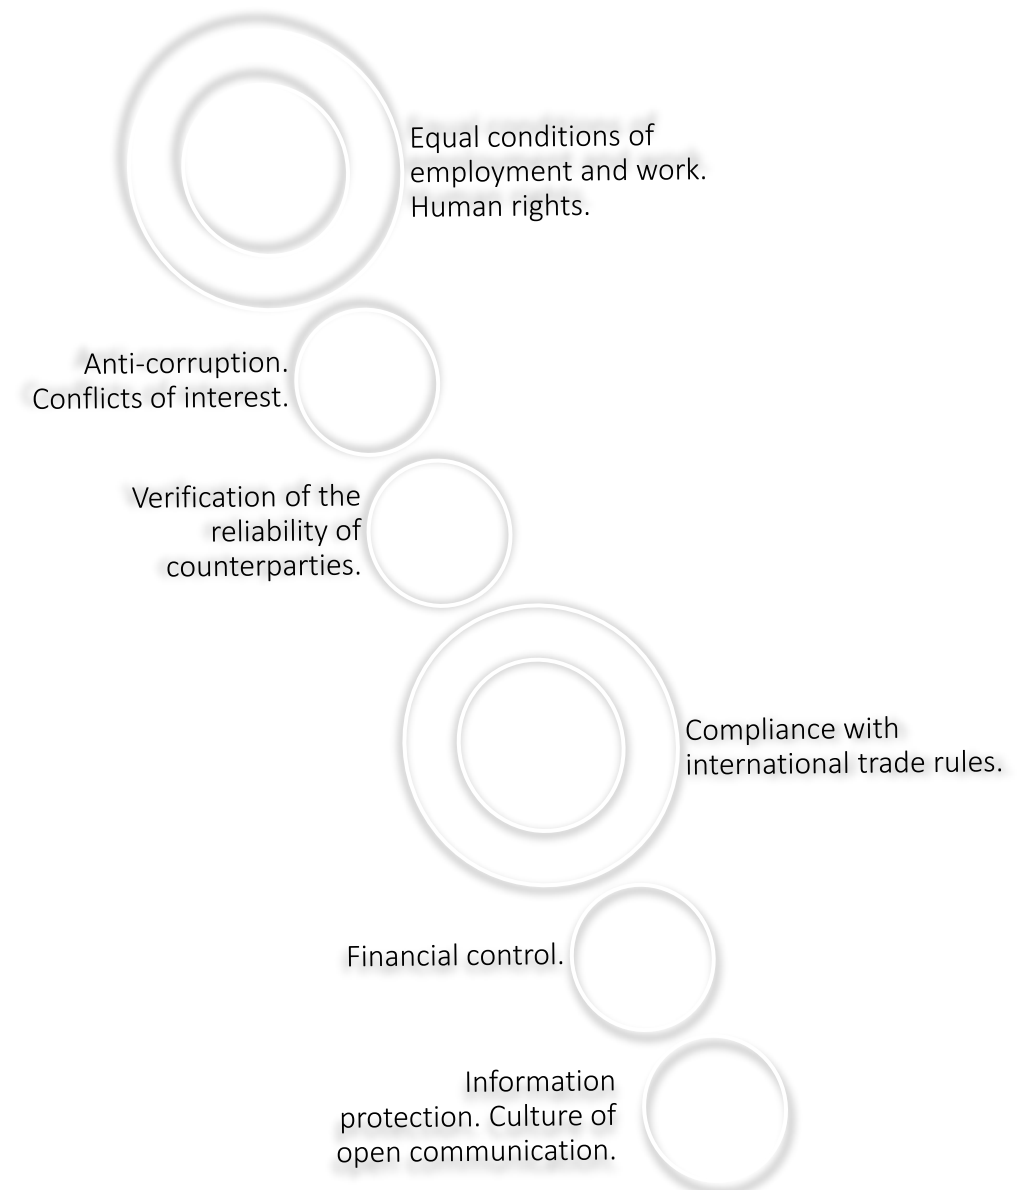 Equal conditions of
employment and work.
Human rights.
Anti-corruption.
Conflicts of interest.
Verification of the
reliability of
counterparties.
Compliance with
international trade rules.
Financial control.
Information
protection. Culture of
open communication.